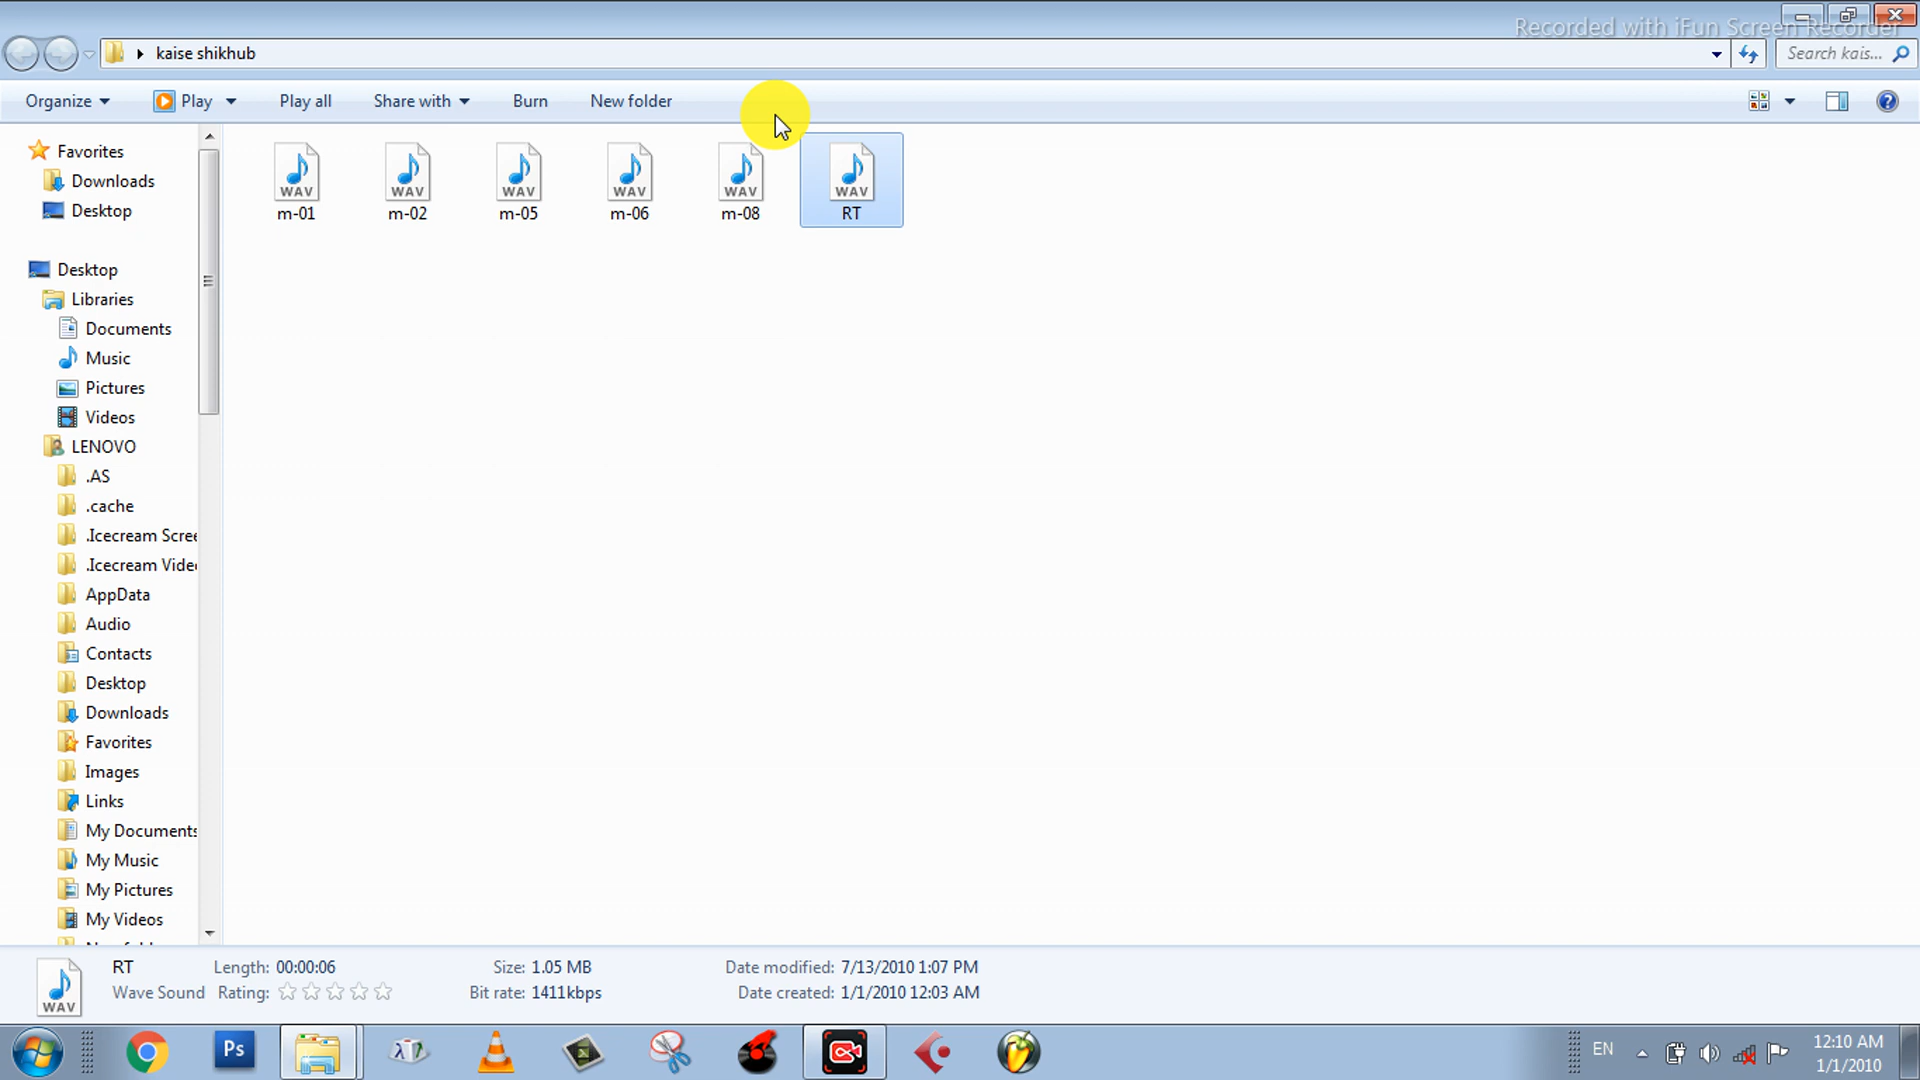 Recorded with iFun Screen Recorder
kaise shikhub
Search kais...
Organize
Play
Play all
Share with
Burn
New folder
WAV
m-01
WAV
m-02
WAV
m-05
WAV
m-06
WAV
m-08
WAV
RT
Favorites
Downloads
Desktop
Desktop
Libraries
Documents
Music
Pictures
Videos
LENOVO
.AS
.cache
.Icecream Scree
.Icecream Video
AppData
Audio
Contacts
Desktop
Downloads
Favorites
Images
Links
My Documents
My Music
My Pictures
My Videos
WAV
RT
Length: 00:00:06
Size: 1.05 MB
Date modified: 7/13/2010 1:07 PM
Wave Sound
Rating:
Bit rate: 1411kbps
Date created: 1/1/2010 12:03 AM
Ps
EN
12:10 AM
1/1/2010